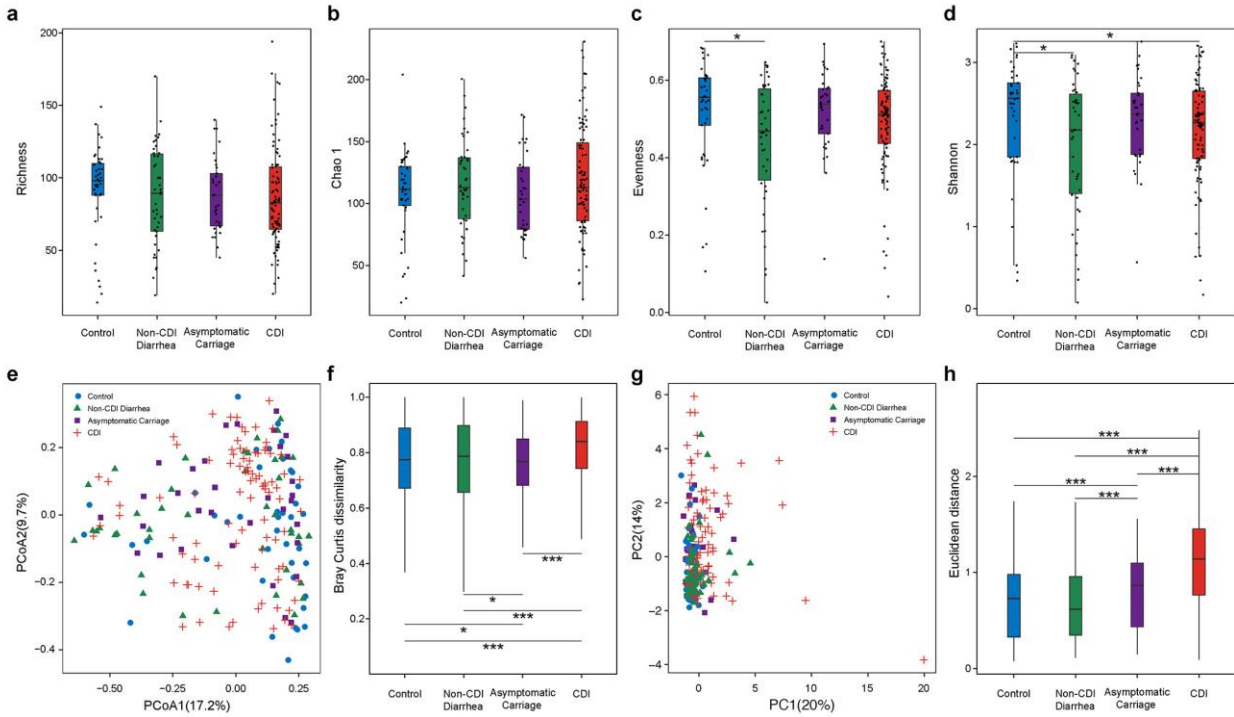 a
Richness
200
150
100
50
Control
Non-CDI
Diarrhea
Asymptomatic
Carriage
CDI
b
Chao 1
200
150
100
50
0
Control
Non-CDI
Diarrhea
Asymptomatic
Carriage
CDI
c
Evenness
0.6
0.4
0.2
0.0
*
Control
Non-CDI
Diarrhea
Asymptomatic
Carriage
CDI
d
Shannon
3
2
1
0
*
*
Control
Non-CDI
Diarrhea
Asymptomatic
Carriage
CDI
e
Control
Non-CDI Diarrhea
Asymptomatic Carriage
CDI
PCoA2(9.7%)
0.2
0.0
−0.2
−0.4
−0.50
−0.25
0.00
0.25
PCoA1(17.2%)
f
Bray Curtis dissimilarity
1.0
0.8
0.6
0.4
0.2
***
*
***
*
***
Control
Non-CDI
Diarrhea
Asymptomatic
Carriage
CDI
g
Control
Non-CDI Diarrhea
Asymptomatic Carriage
CDI
PC2(14%)
6
4
2
0
−2
−4
0
5
10
15
20
PC1(20%)
h
Euclidean distance
2
1
0
***
***
***
***
***
Control
Non-CDI
Diarrhea
Asymptomatic
Carriage
CDI